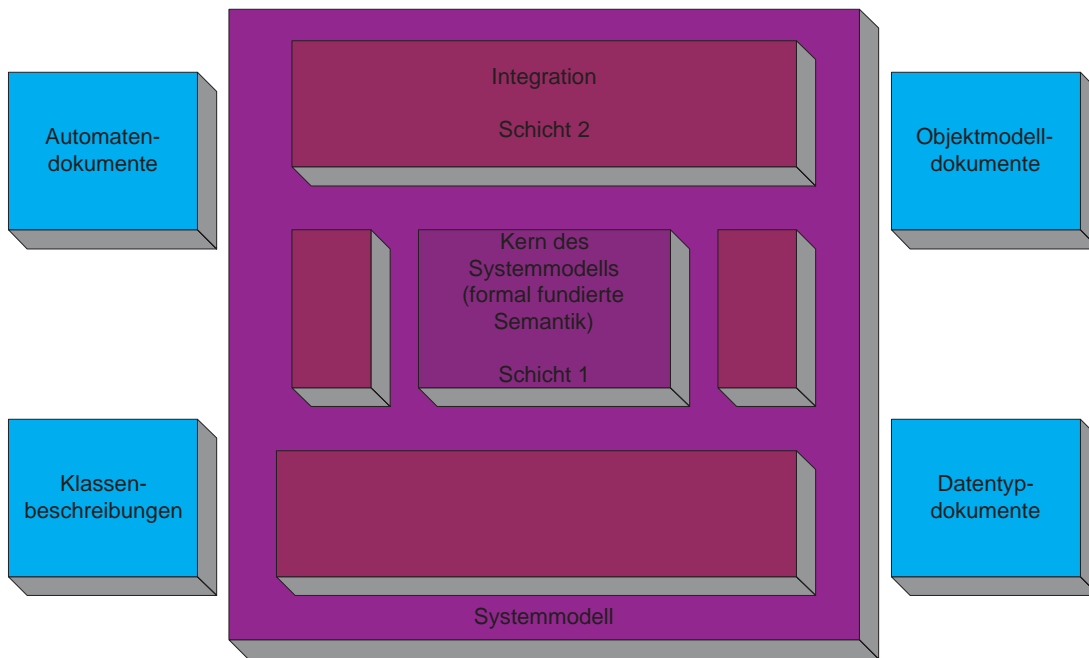 Integration
Schicht 2
Automaten-
dokumente
Objektmodell-
dokumente
Kern des
Systemmodells
(formal fundierte
Semantik)
Schicht 1
Klassen-
beschreibungen
Datentyp-
dokumente
Systemmodell